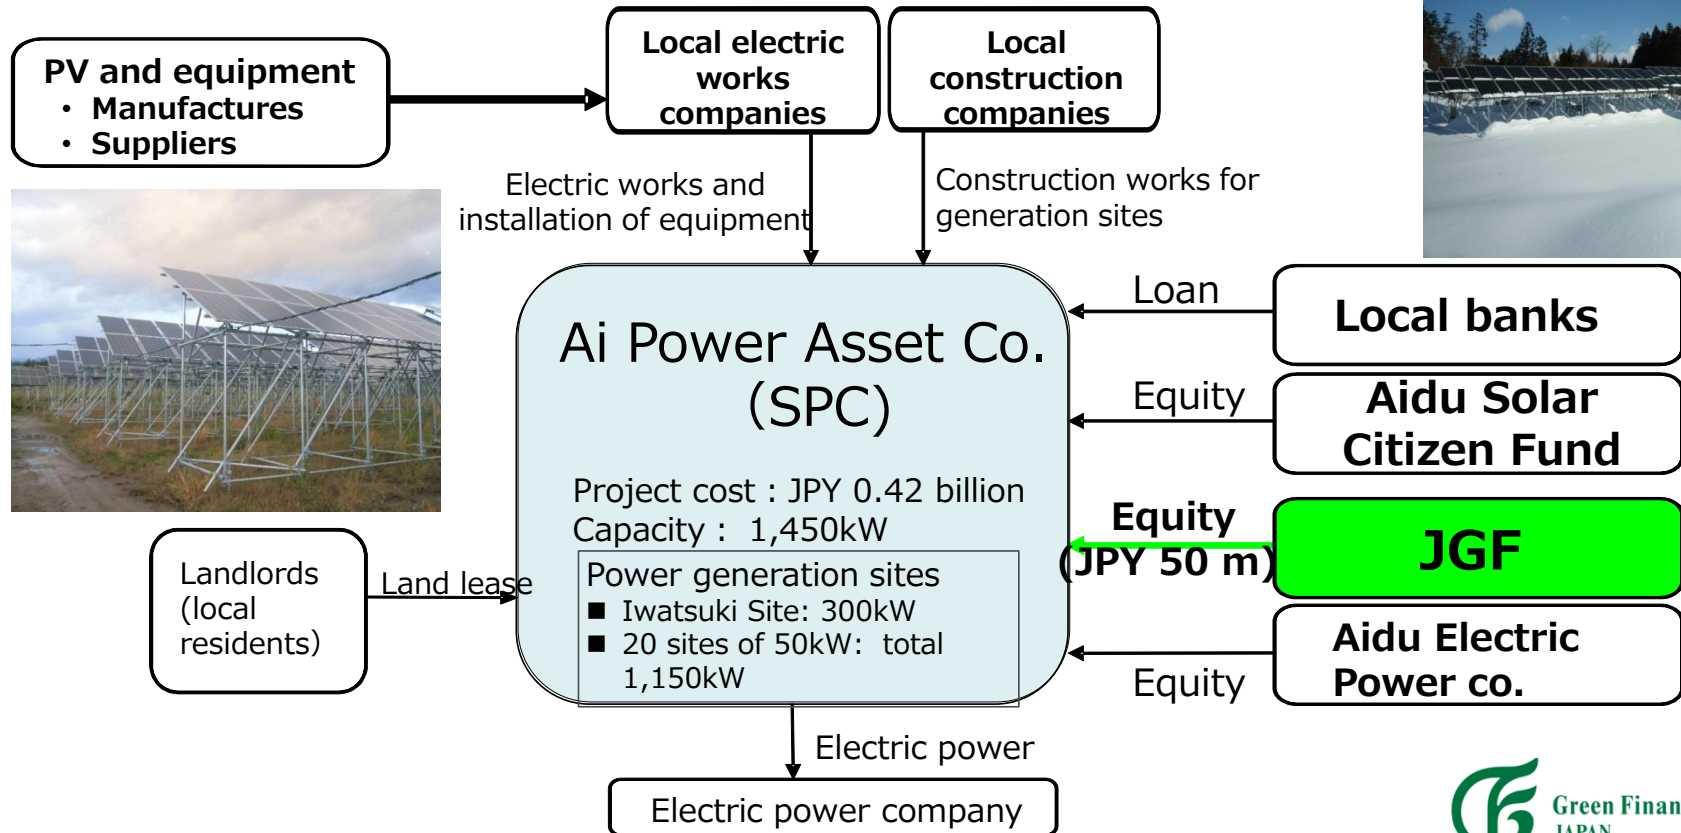 PV and equipment
• Manufactures
• Suppliers
Local electric
works
companies
Local
construction
companies
Electric works and
installation of equipment
Construction works for
generation sites
Ai Power Asset Co.
(SPC)
Project cost : JPY 0.42 billion
Capacity : 1,450kW
Power generation sites
■ Iwatsuki Site: 300kW
■ 20 sites of 50kW: total
1,150kW
Loan
Local banks
Equity
Aidu Solar
Citizen Fund
Equity
(JPY 50 m)
JGF
Equity
Aidu Electric
Power co.
Landlords
(local
residents)
Land lease
Electric power
Electric power company
Green Finan
JAPAN